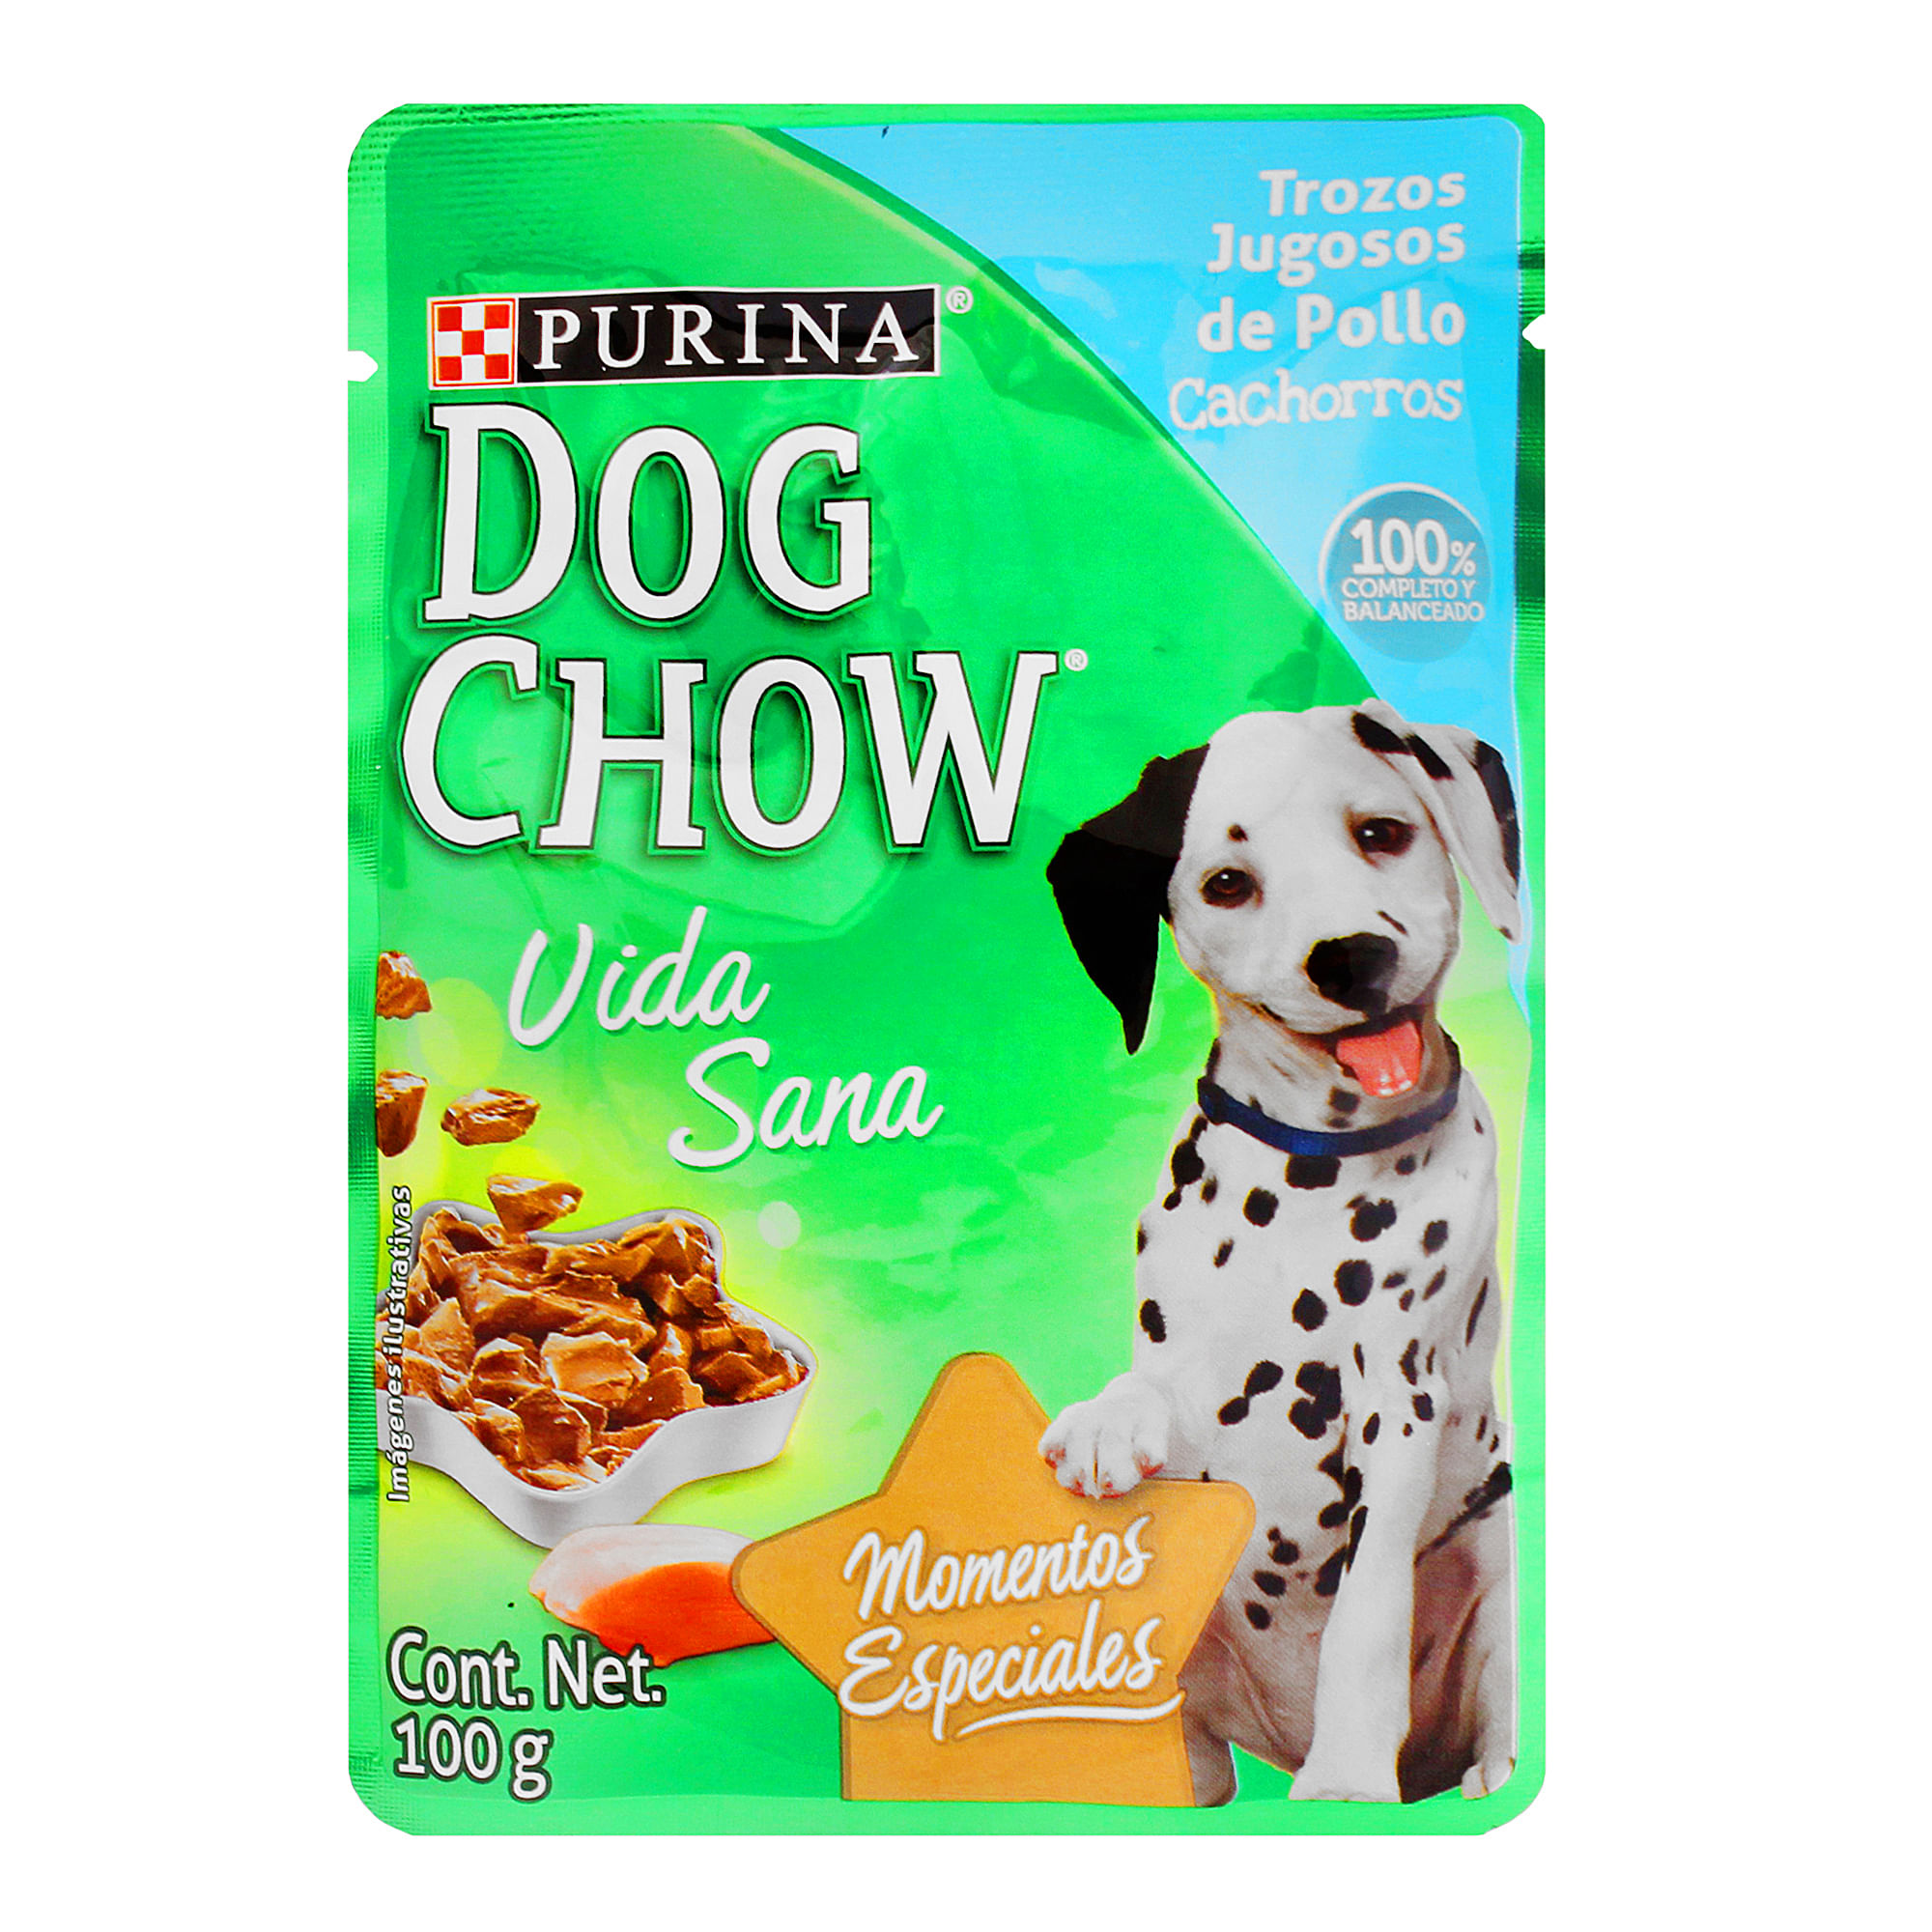 Trozos
Jugosos
de Pollo
Cachorros
PURINA®
DOG
CHOW®
100%
COMPLETO Y
BALANCEADO
Vida
Sana
Imágenes ilustrativas
Momentos
Especiales
Cont. Net.
100 g